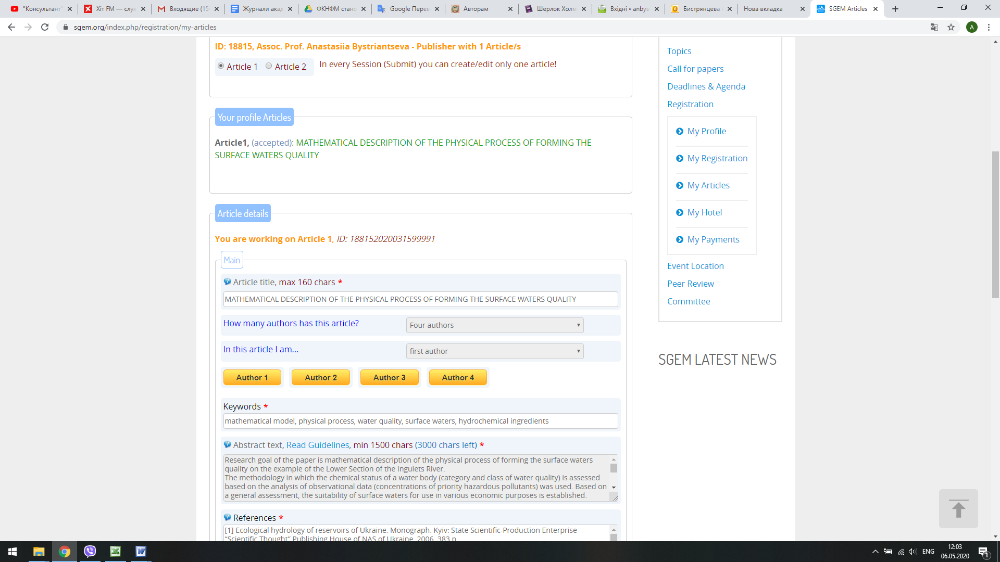 "Консультант"
Хіт FM — слух
Входящие (15
Журнали акад
ФКНФМ стано
Google Перев
Авторам
Шерлок Холм
Вхідні • anbys
Бистрянцева
Нова вкладка
SGEM Articles
sgem.org/index.php/registration/my-articles
A
ID: 18815, Assoc. Prof. Anastasiia Bystriantseva - Publisher with 1 Article/s
Article 1 Article 2 In every Session (Submit) you can create/edit only one article!
Your profile Articles
Article1, (accepted): MATHEMATICAL DESCRIPTION OF THE PHYSICAL PROCESS OF FORMING THE
SURFACE WATERS QUALITY
Article details
You are working on Article 1, ID: 188152020031599991
Main
Article title, max 160 chars *
MATHEMATICAL DESCRIPTION OF THE PHYSICAL PROCESS OF FORMING THE SURFACE WATERS QUALITY
How many authors has this article? Four authors
In this article I am... first author
Author 1 Author 2 Author 3 Author 4
Keywords *
mathematical model, physical process, water quality, surface waters, hydrochemical ingredients
Abstract text, Read Guidelines, min 1500 chars (3000 chars left) *
Research goal of the paper is mathematical description of the physical process of forming the surface waters
quality on the example of the Lower Section of the Ingulets River.
The methodology in which the chemical status of a water body (category and class of water quality) is assessed
based on the analysis of observational data (concentrations of priority hazardous pollutants) was used. Based on
a general assessment, the suitability of surface waters for use in various economic purposes is established.
References *
[1] Ecological hydrology of reservoirs of Ukraine. Monograph. Kyiv: State Scientific-Production Enterprise
"Scientific Thought" Publishing House of NAS of Ukraine, 2006, 383 p.
Topics
Call for papers
Deadlines & Agenda
Registration
My Profile
My Registration
My Articles
My Hotel
My Payments
Event Location
Peer Review
Committee
SGEM LATEST NEWS
ENG
12:03
06.05.2020
1